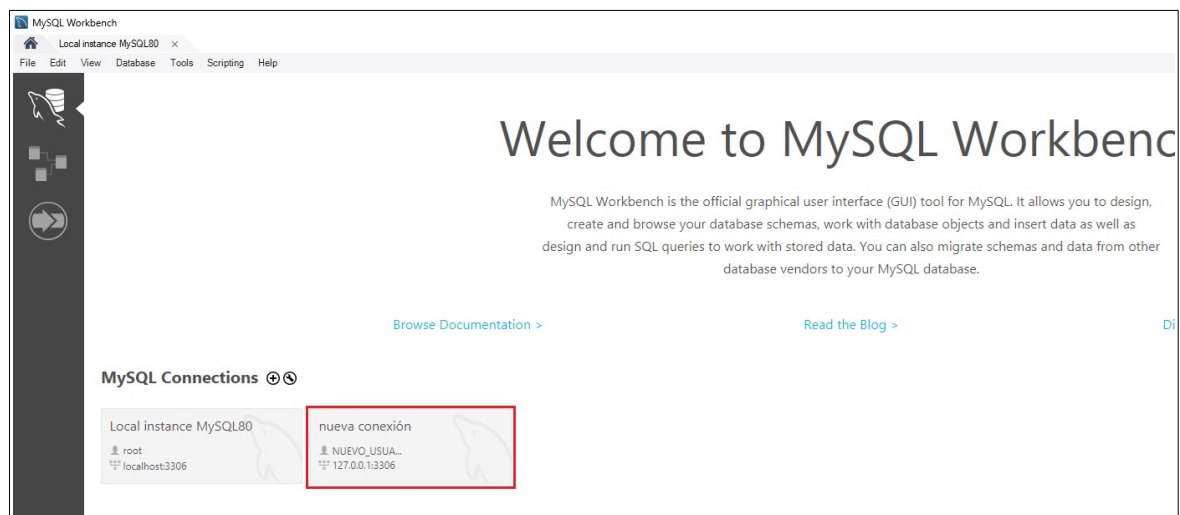 MySQL Workbench
Local instance MySQL80 ×
File Edit View Database Tools Scripting Help
Welcome to MySQL Workbenc
MySQL Workbench is the official graphical user interface (GUI) tool for MySQL. It allows you to design,
create and browse your database schemas, work with database objects and insert data as well as
design and run SQL queries to work with stored data. You can also migrate schemas and data from other
database vendors to your MySQL database.
Browse Documentation > Read the Blog > Di
MySQL Connections
Local instance MySQL80
root
localhost:3306
nueva conexión
NUEVO_USUA...
127.0.0.1:3306